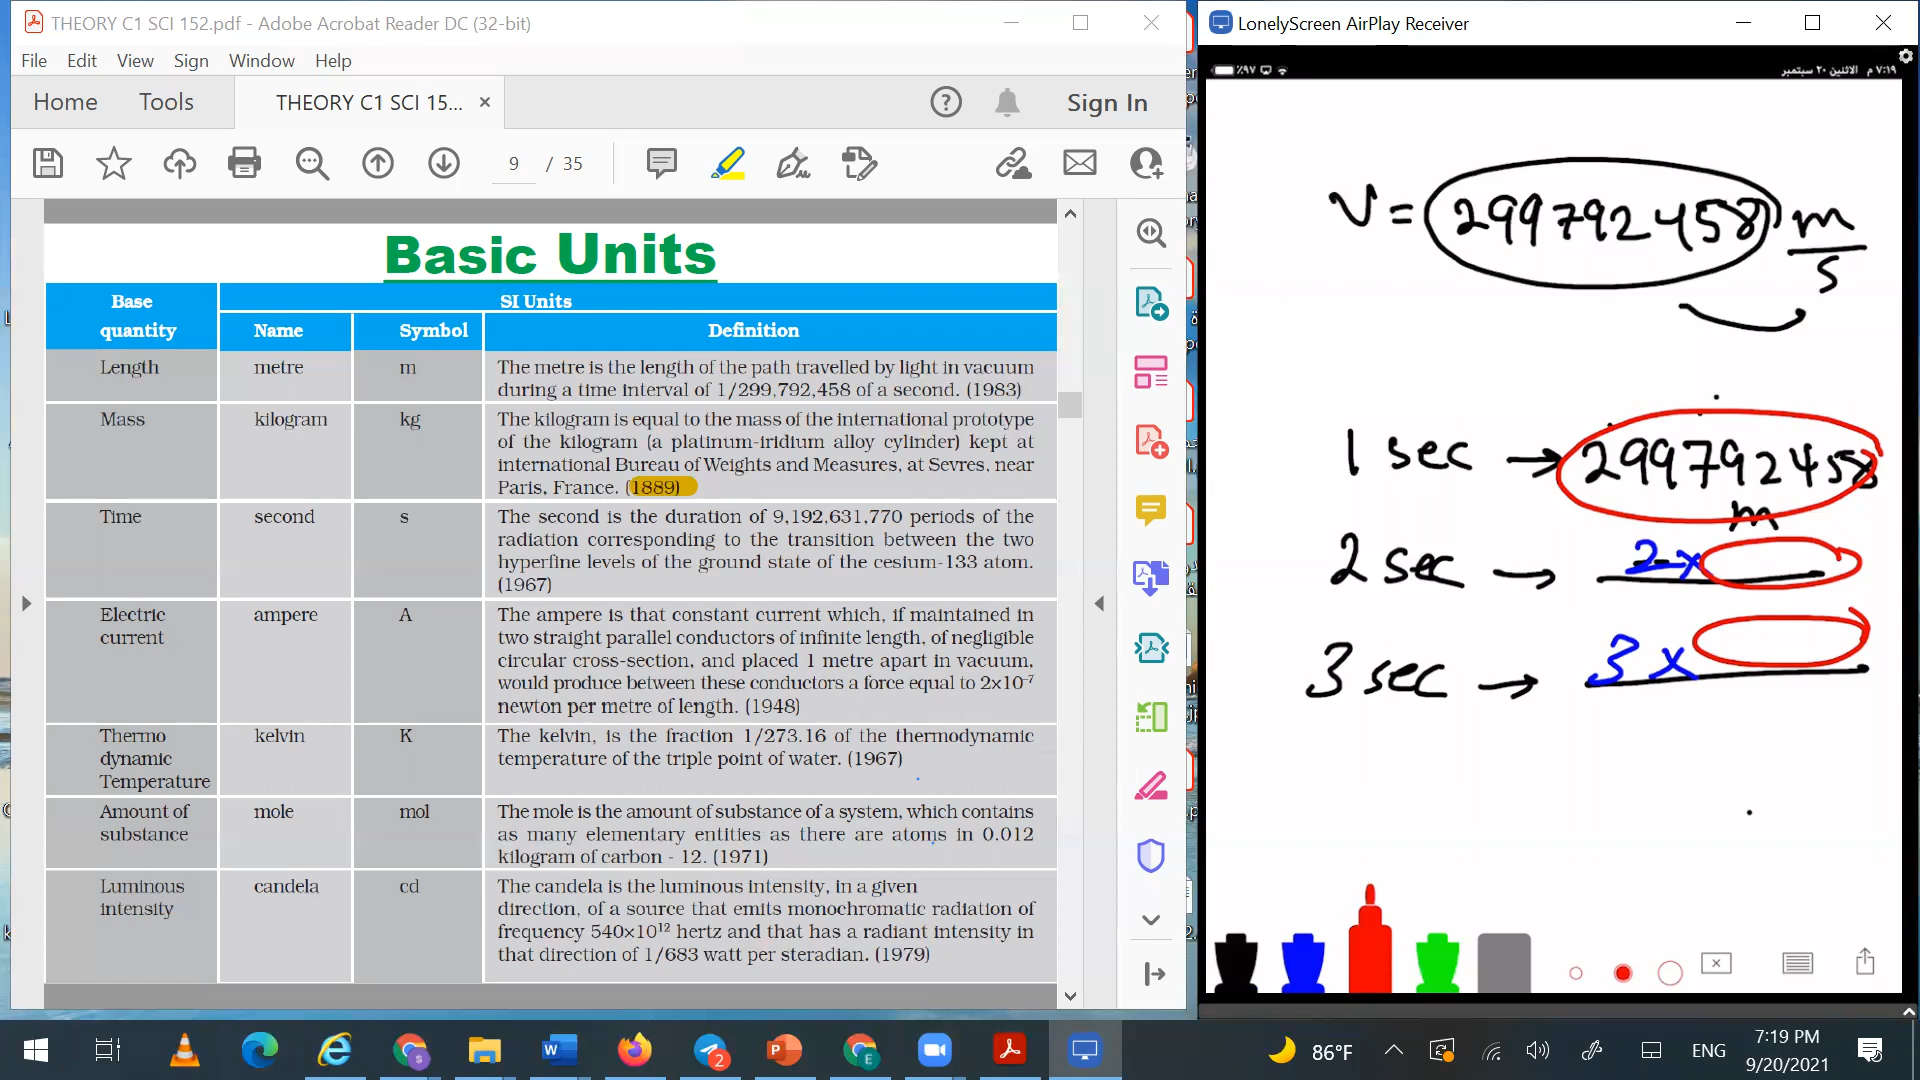 THEORY C1 SCI 152.pdf - Adobe Acrobat Reader DC (32-bit)
File Edit View Sign Window Help
Home Tools THEORY C1 SCI 15... × Sign In
9 / 35
Basic Units
Base quantity
SI Units
Name Symbol Definition
Length metre m The metre is the length of the path travelled by light in vacuum
during a time interval of 1/299,792,458 of a second. (1983)
Mass kilogram kg The kilogram is equal to the mass of the international prototype
of the kilogram (a platinum-iridium alloy cylinder) kept at
international Bureau of Weights and Measures, at Sevres, near
Paris, France. (1889)
Time second s The second is the duration of 9,192,631,770 periods of the
radiation corresponding to the transition between the two
hyperfine levels of the ground state of the cesium-133 atom.
(1967)
Electric ampere A The ampere is that constant current which, if maintained in
current two straight parallel conductors of infinite length, of negligible
circular cross-section, and placed 1 metre apart in vacuum,
would produce between these conductors a force equal to 2×10⁻⁷
newton per metre of length. (1948)
Thermo kelvin K The kelvin, is the fraction 1/273.16 of the thermodynamic
dynamic temperature of the triple point of water. (1967)
Temperature
Amount of mole mol The mole is the amount of substance of a system, which contains
substance as many elementary entities as there are atoms in 0.012
kilogram of carbon - 12. (1971)
Luminous candela cd The candela is the luminous intensity, in a given
intensity direction, of a source that emits monochromatic radiation of
frequency 540×10¹² hertz and that has a radiant intensity in
that direction of 1/683 watt per steradian. (1979)
LonelyScreen AirPlay Receiver
٧:١٩ م الاثنين ٢٠ سبتمبر
٪٩٧
V = 299792458 m
s
1 sec → 299792458
m
2 sec → 2 ×
3 sec → 3 ×
86°F ENG 7:19 PM
9/20/2021